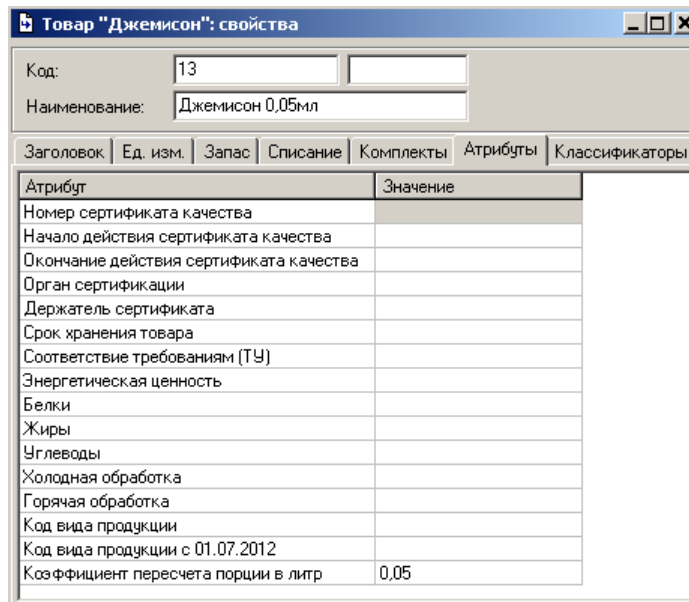 Товар "Джемисон": свойства
Код: 13
Наименование: Джемисон 0,05мл
Заголовок Ед. изм. Запас Списание Комплекты Атрибуты Классификаторы
Атрибут Значение
Номер сертификата качества
Начало действия сертификата качества
Окончание действия сертификата качества
Орган сертификации
Держатель сертификата
Срок хранения товара
Соответствие требованиям (ТУ)
Энергетическая ценность
Белки
Жиры
Углеводы
Холодная обработка
Горячая обработка
Код вида продукции
Код вида продукции с 01.07.2012
Коэффициент пересчета порции в литр 0,05